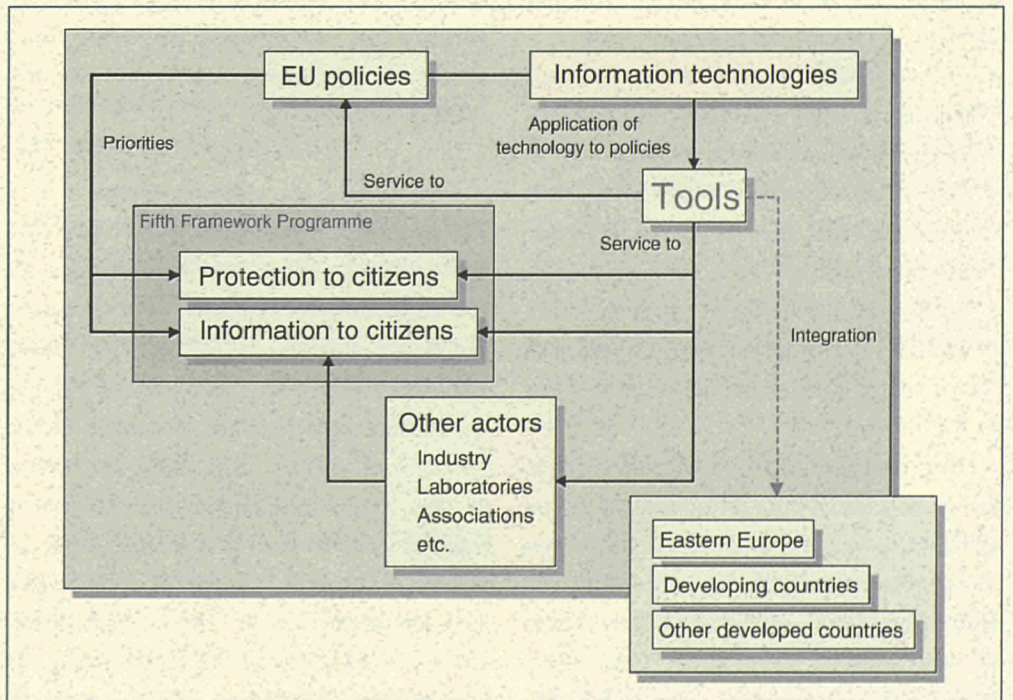 EU policies
Information technologies
Priorities
Application of
technology to policies
Service to
Tools
Fifth Framework Programme
Service to
Protection to citizens
Information to citizens
Integration
Other actors
Industry
Laboratories
Associations
etc.
Eastern Europe
Developing countries
Other developed countries